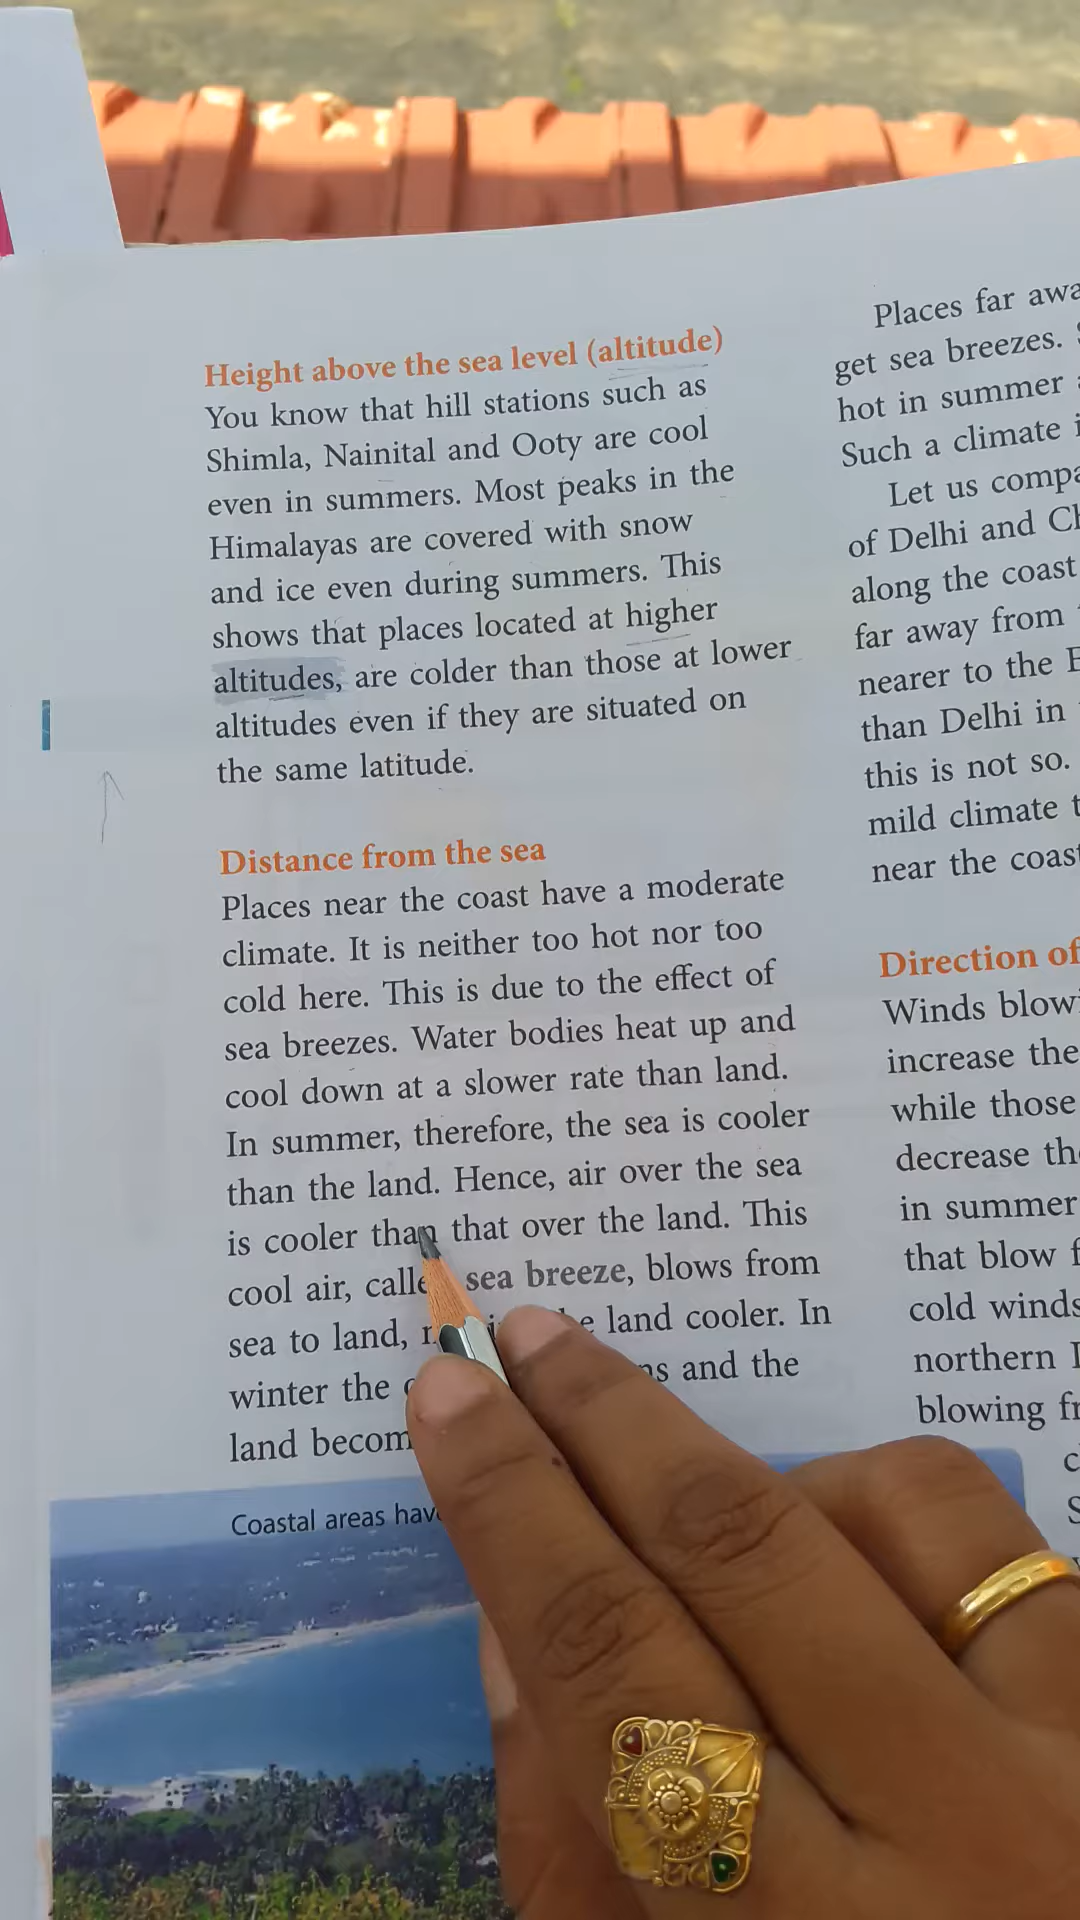 Height above the sea level (altitude)
You know that hill stations such as
Shimla, Nainital and Ooty are cool
even in summers. Most peaks in the
Himalayas are covered with snow
and ice even during summers. This
shows that places located at higher
altitudes, are colder than those at lower
altitudes even if they are situated on
the same latitude.
Distance from the sea
Places near the coast have a moderate
climate. It is neither too hot nor too
cold here. This is due to the effect of
sea breezes. Water bodies heat up and
cool down at a slower rate than land.
In summer, therefore, the sea is cooler
than the land. Hence, air over the sea
is cooler than that over the land. This
cool air, sea breeze, blows from
sea to land, land cooler. In
winter the and the
land
Coastal areas
Places far
get sea breezes.
hot in summer
Such a climate
Let us
of Delhi and
along the coast
far away from
nearer to the
than Delhi in
this is not so.
mild climate
near the
Direction of
Winds
increase the
while those
decrease
in summer
that blow
cold winds
northern
blowing